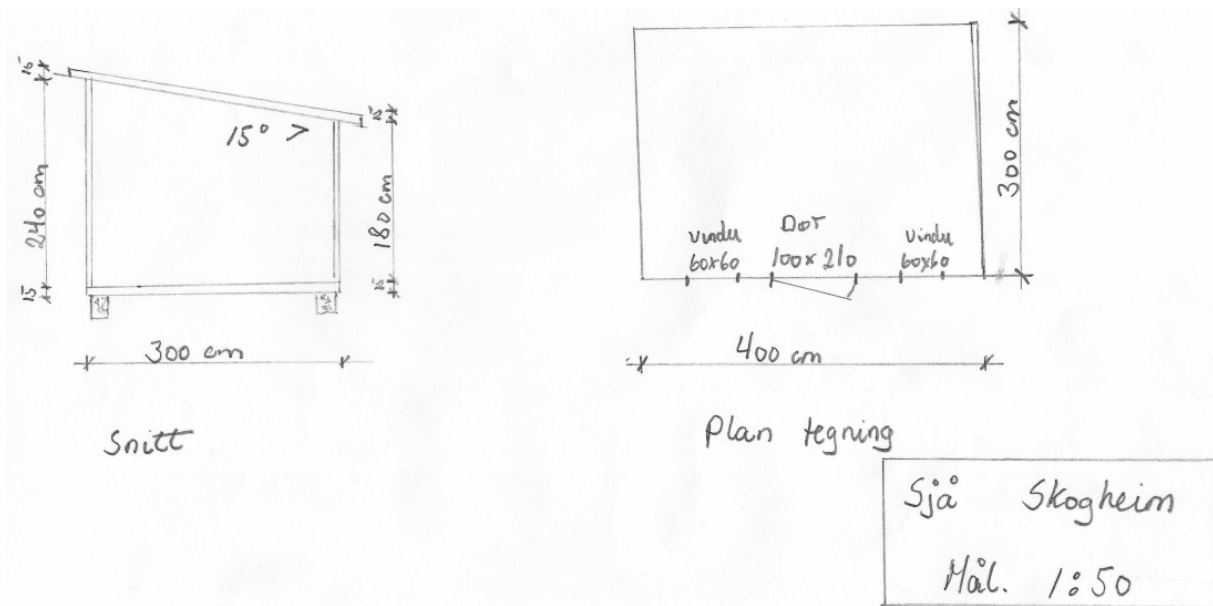 15
240 cm
15
15°
15
180 cm
15
300 cm
Snitt
Vindu
60x60
Dør
100x210
Vindu
60x60
300 cm
400 cm
Plan tegning
Sjå Skogheim
Mål. 1:50